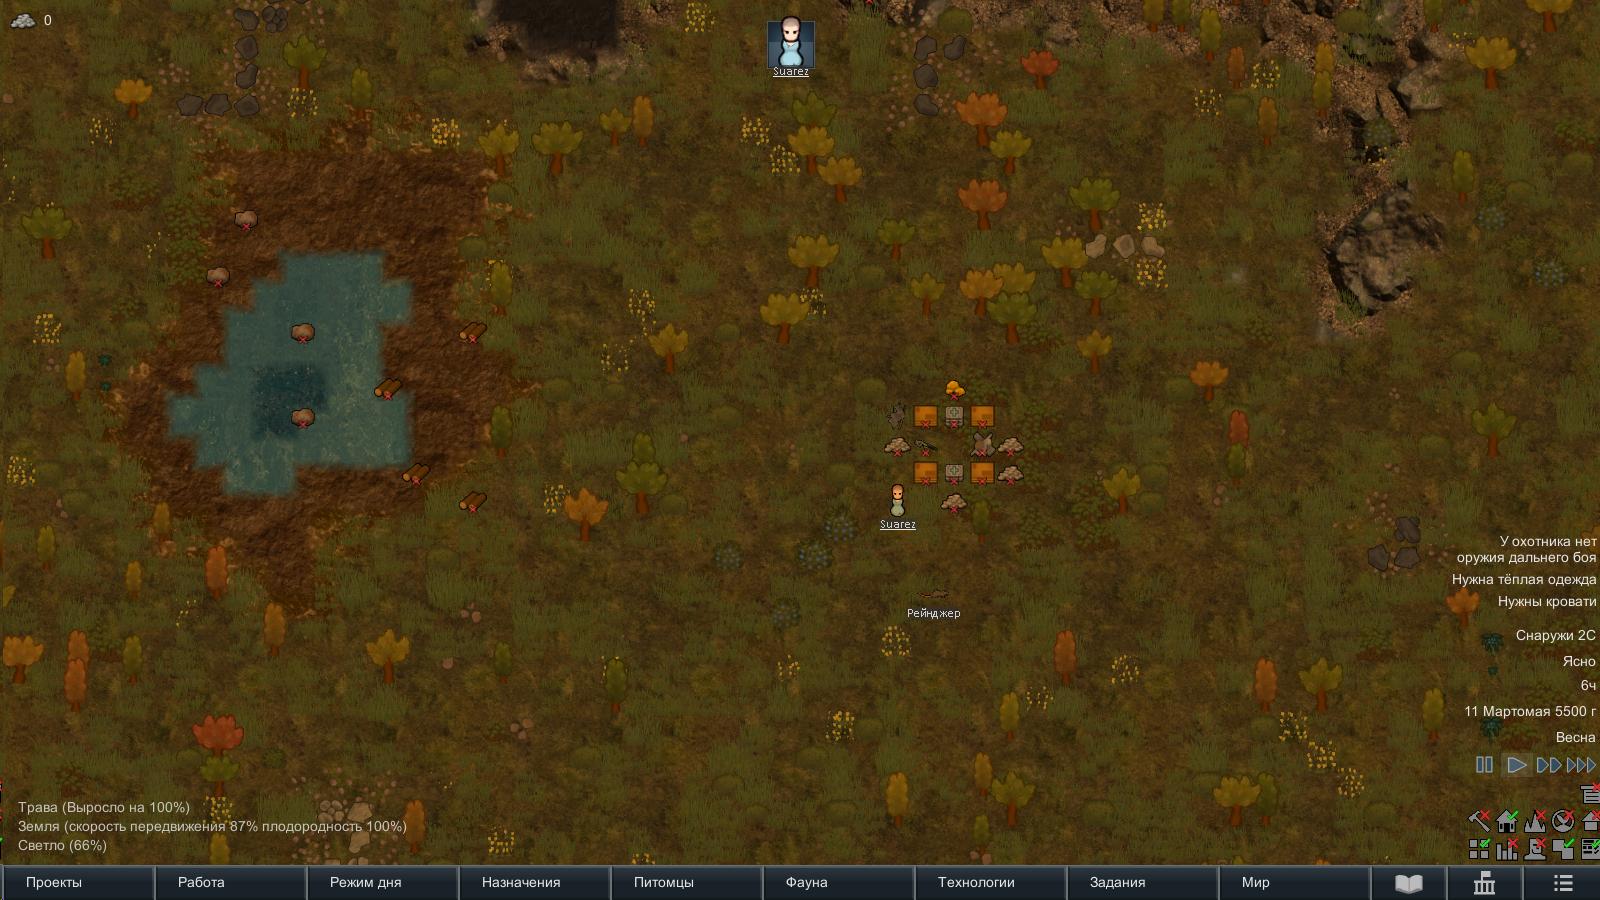 0
Suarez
Suarez
Рейнджер
У охотника нет
оружия дальнего боя
Нужна тёплая одежда
Нужны кровати
Снаружи 2C
Ясно
6ч
11 Мартомая 5500 г
Весна
Трава (Выросло на 100%)
Земля (скорость передвижения 87% плодородность 100%)
Светло (66%)
Проекты
Работа
Режим дня
Назначения
Питомцы
Фауна
Технологии
Задания
Мир